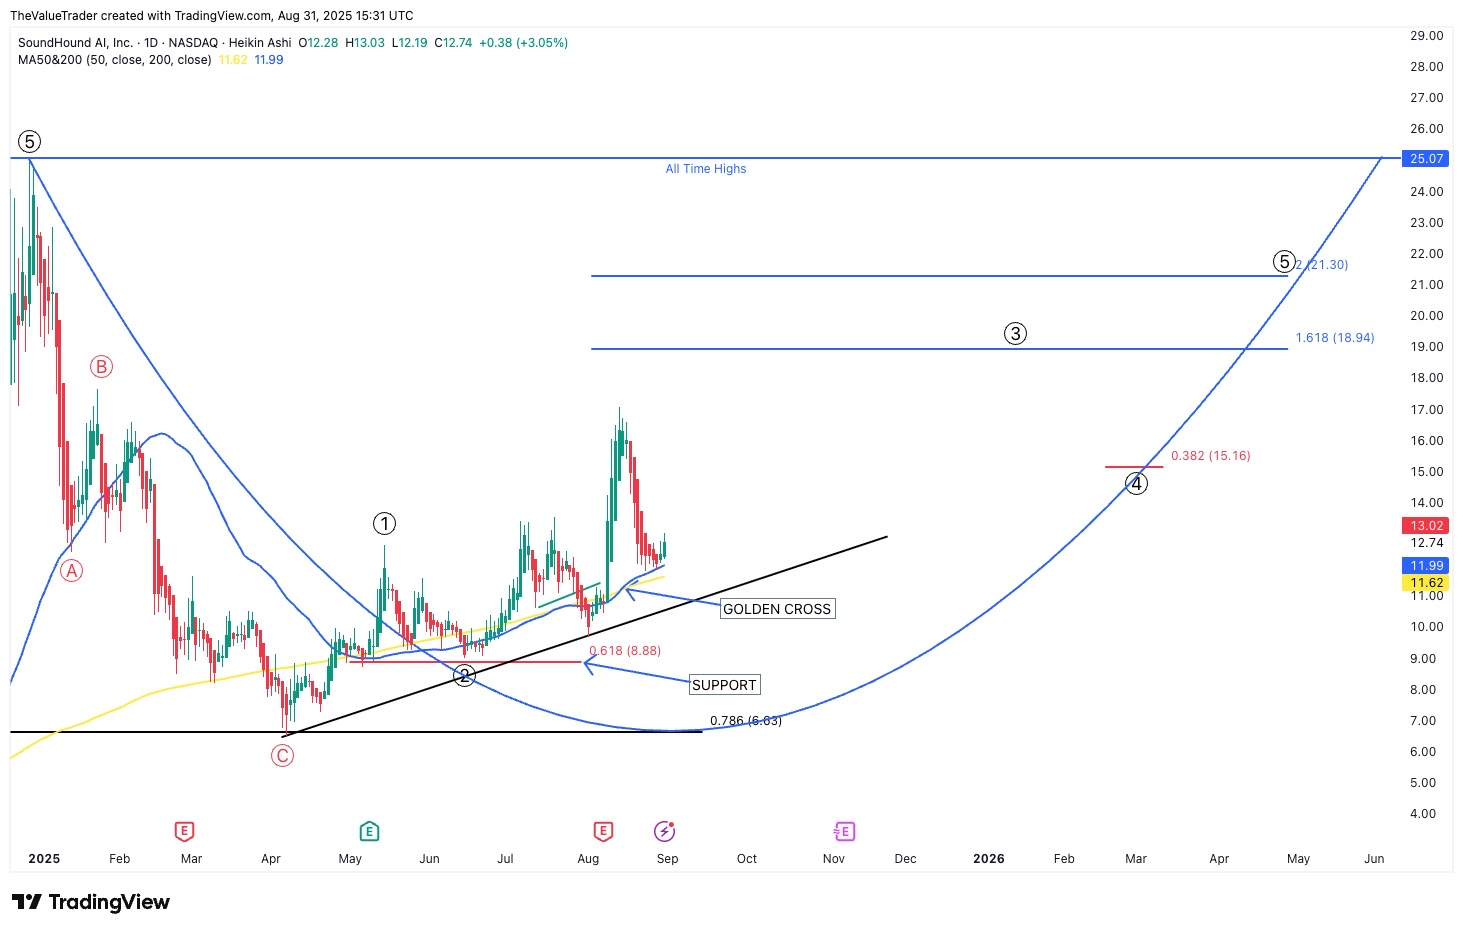 TheValueTrader created with TradingView.com, Aug 31, 2025 15:31 UTC
SoundHound AI, Inc. · 1D · NASDAQ · Heikin Ashi O12.28 H13.03 L12.19 C12.74 +0.38 (+3.05%)
MA50&200 (50, close, 200, close) 11.62 11.99
29.00
28.00
27.00
26.00
5
25.07
All Time Highs
24.00
23.00
22.00
5
2 (21.30)
21.00
20.00
3
1.618 (18.94)
19.00
B
18.00
17.00
16.00
0.382 (15.16)
15.00
4
14.00
1
13.02
12.74
A
11.99
11.62
11.00
GOLDEN CROSS
10.00
0.618 (8.88)
9.00
2
SUPPORT
8.00
0.786 (6.63)
7.00
C
6.00
5.00
4.00
E
E
E
≈E
2025 Feb Mar Apr May Jun Jul Aug Sep Oct Nov Dec 2026 Feb Mar Apr May Jun
TradingView